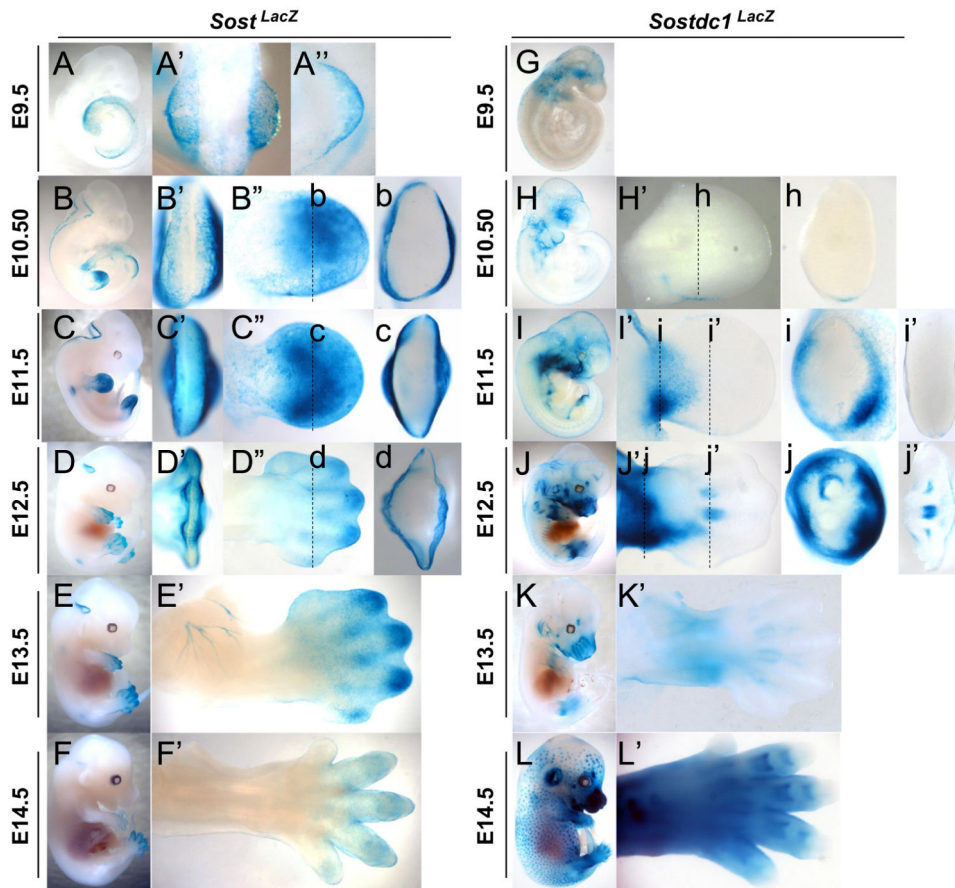 Sost LacZ
Sostdc1 LacZ
E9.5
A
A'
A''
E9.5
G
E10.50
B
B'
B''
b
b
E10.50
H
H'
h
h
E11.5
C
C'
C''
c
c
E11.5
I
I'
i
i'
i
i'
E12.5
D
D'
D''
d
d
E12.5
J
J'
j
j'
j
j'
E13.5
E
E'
E13.5
K
K'
E14.5
F
F'
E14.5
L
L'